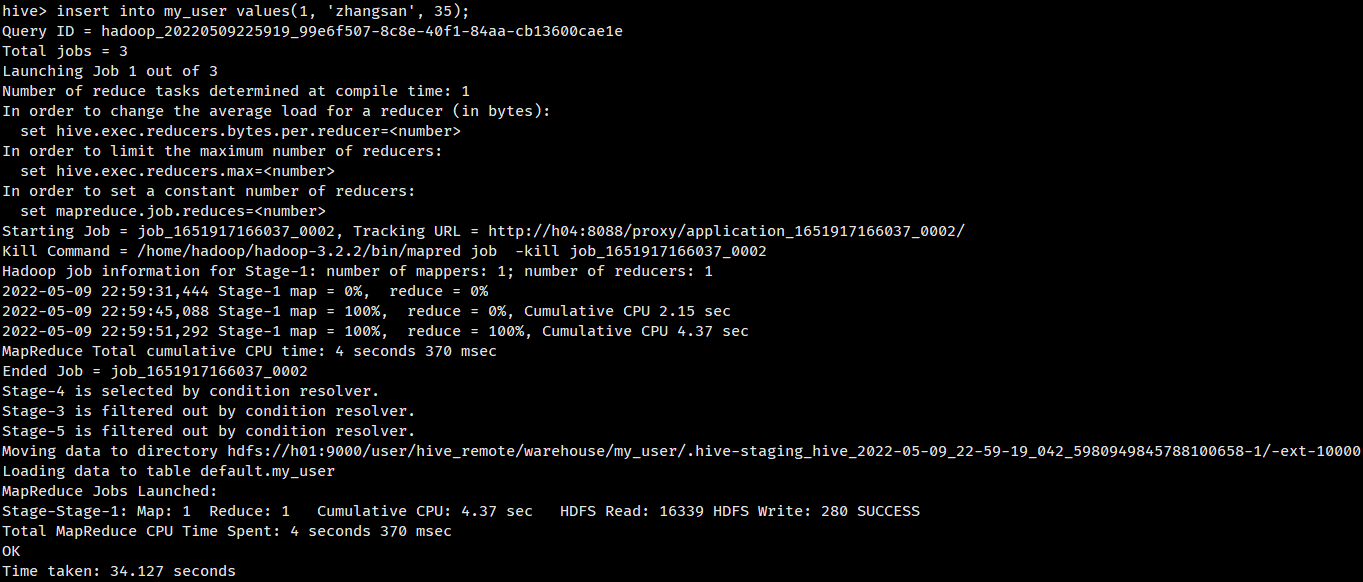 hive> insert into my_user values(1, 'zhangsan', 35);
Query ID = hadoop_20220509225919_99e6f507-8c8e-40f1-84aa-cb13600cae1e
Total jobs = 3
Launching Job 1 out of 3
Number of reduce tasks determined at compile time: 1
In order to change the average load for a reducer (in bytes):
  set hive.exec.reducers.bytes.per.reducer=<number>
In order to limit the maximum number of reducers:
  set hive.exec.reducers.max=<number>
In order to set a constant number of reducers:
  set mapreduce.job.reduces=<number>
Starting Job = job_1651917166037_0002, Tracking URL = http://h04:8088/proxy/application_1651917166037_0002/
Kill Command = /home/hadoop/hadoop-3.2.2/bin/mapred job  -kill job_1651917166037_0002
Hadoop job information for Stage-1: number of mappers: 1; number of reducers: 1
2022-05-09 22:59:31,444 Stage-1 map = 0%,  reduce = 0%
2022-05-09 22:59:45,088 Stage-1 map = 100%,  reduce = 0%, Cumulative CPU 2.15 sec
2022-05-09 22:59:51,292 Stage-1 map = 100%,  reduce = 100%, Cumulative CPU 4.37 sec
MapReduce Total cumulative CPU time: 4 seconds 370 msec
Ended Job = job_1651917166037_0002
Stage-4 is selected by condition resolver.
Stage-3 is filtered out by condition resolver.
Stage-5 is filtered out by condition resolver.
Moving data to directory hdfs://h01:9000/user/hive_remote/warehouse/my_user/.hive-staging_hive_2022-05-09_22-59-19_042_5980949845788100658-1/-ext-10000
Loading data to table default.my_user
MapReduce Jobs Launched:
Stage-Stage-1: Map: 1  Reduce: 1   Cumulative CPU: 4.37 sec   HDFS Read: 16339 HDFS Write: 280 SUCCESS
Total MapReduce CPU Time Spent: 4 seconds 370 msec
OK
Time taken: 34.127 seconds